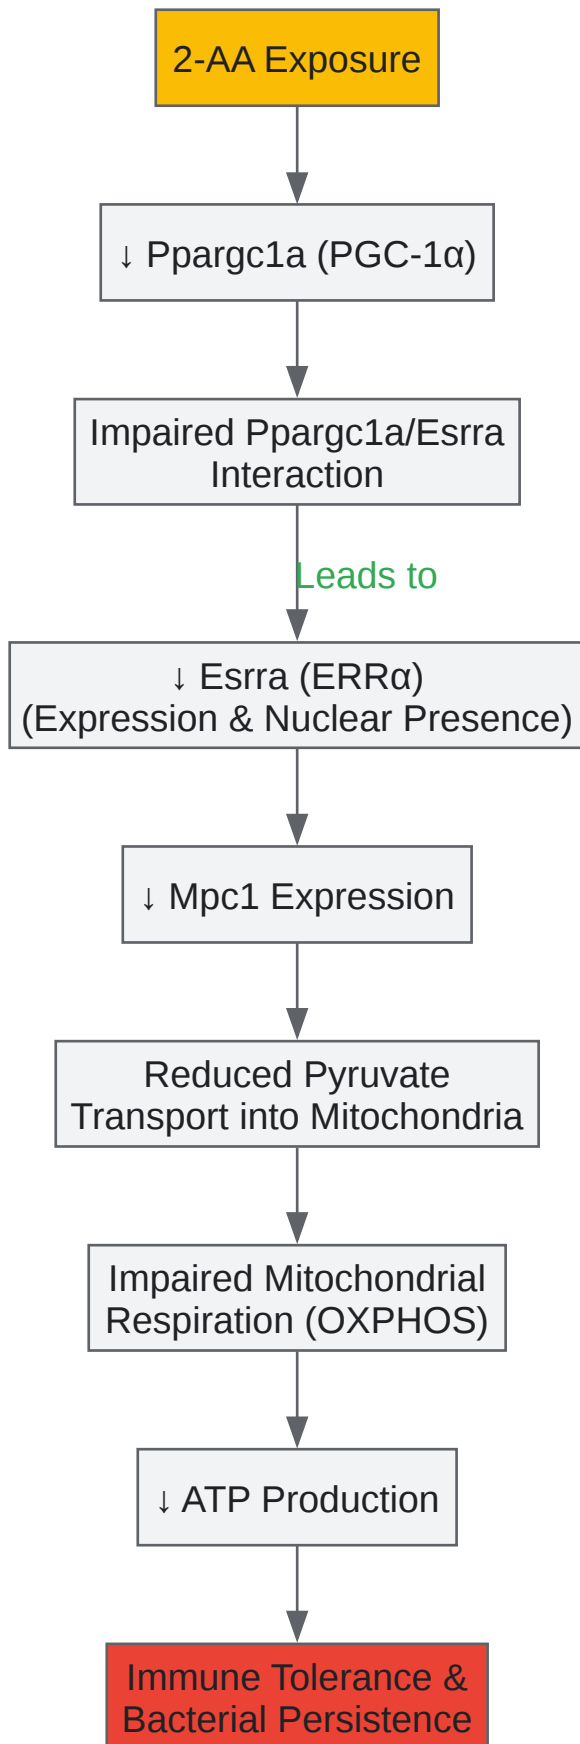 2-AA Exposure
↓ Ppargc1a (PGC-1α)
Impaired Ppargc1a/Esrra
Interaction
Leads to
↓ Esrra (ERRα)
(Expression & Nuclear Presence)
↓ Mpc1 Expression
Reduced Pyruvate
Transport into Mitochondria
Impaired Mitochondrial
Respiration (OXPHOS)
↓ ATP Production
Immune Tolerance &
Bacterial Persistence